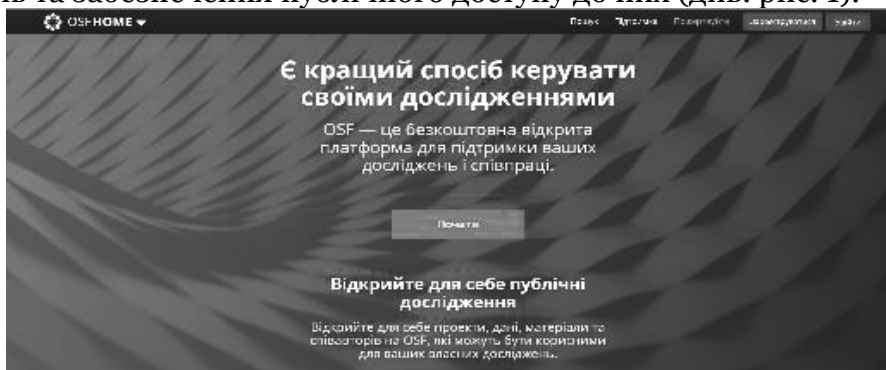 та забезпечення публічного доступу до них (див. рис. 1).
OSFHOME Пошук Підтримка
Є кращий спосіб керувати
своїми дослідженнями
OSF — це безкоштовна відкрита
платформа для підтримки ваших
досліджень і співпраці.
Почати
Відкрийте для себе публічні
дослідження
Відкрийте для себе проекти, дані, матеріали та
співавторів на OSF, які можуть бути корисними
для ваших власних досліджень.